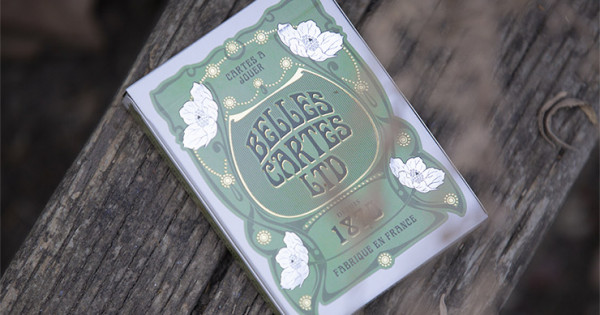 CARTES A
JOUER
BELLES
CARTES
LTD
FABRIQUE EN FRANCE